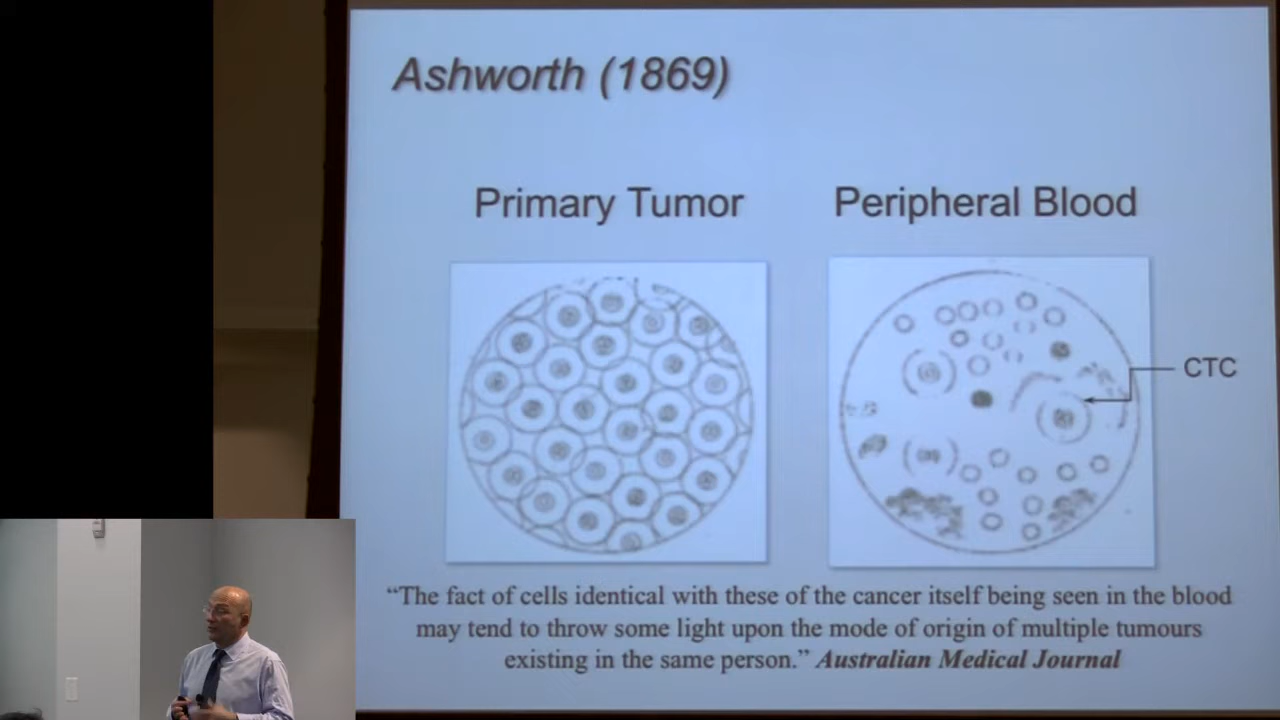 Ashworth (1869)
Primary Tumor
Peripheral Blood
CTC
“The fact of cells identical with these of the cancer itself being seen in the blood
may tend to throw some light upon the mode of origin of multiple tumours
existing in the same person.” Australian Medical Journal